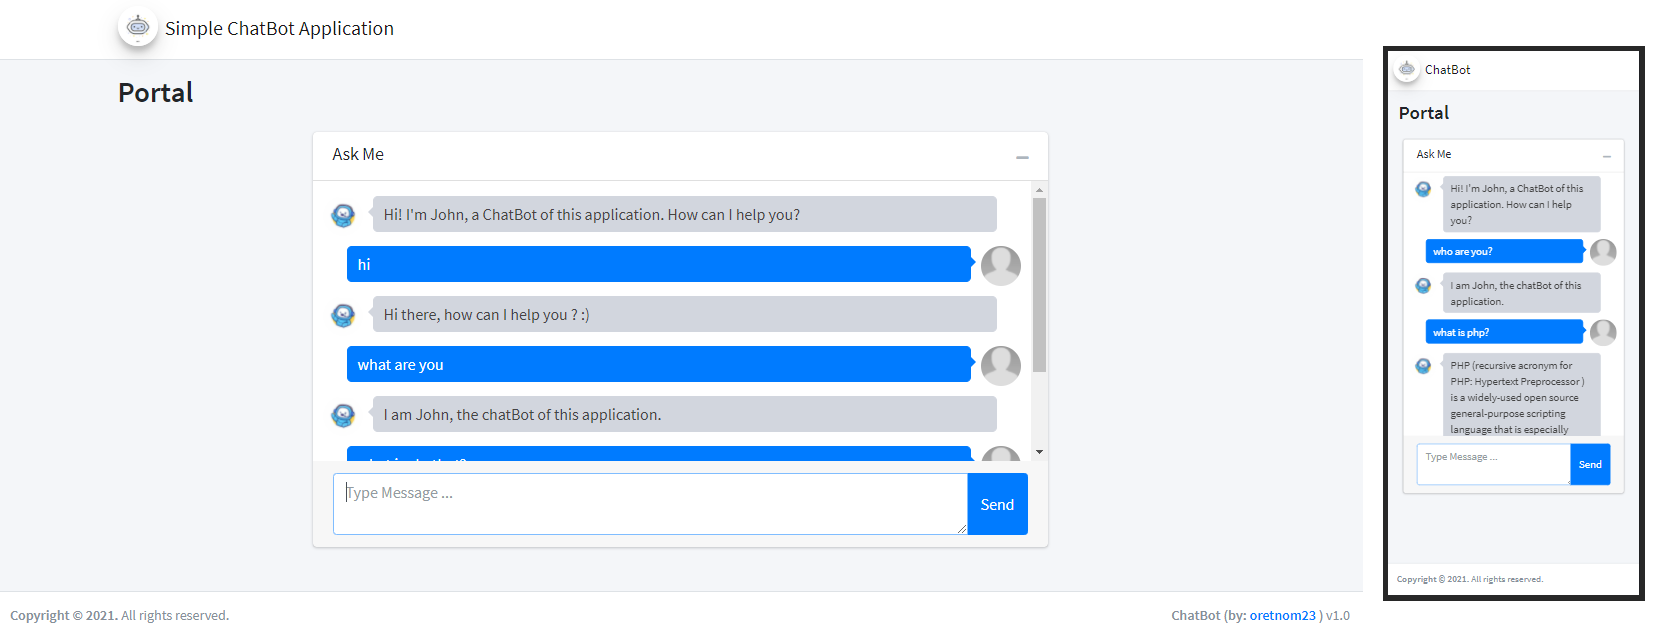 Simple ChatBot Application
Portal
Ask Me
Hi! I'm John, a ChatBot of this application. How can I help you?
hi
Hi there, how can I help you ? :)
what are you
I am John, the chatBot of this application.
Type Message ...
Send
Copyright © 2021. All rights reserved.
ChatBot (by: oretnom23 ) v1.0
ChatBot
Portal
Ask Me
Hi! I'm John, a ChatBot of this
application. How can I help
you?
who are you?
I am John, the chatBot of this
application.
what is php?
PHP (recursive acronym for
PHP: Hypertext Preprocessor )
is a widely-used open source
general-purpose scripting
language that is especially
Type Message ...
Send
Copyright © 2021. All rights reserved.